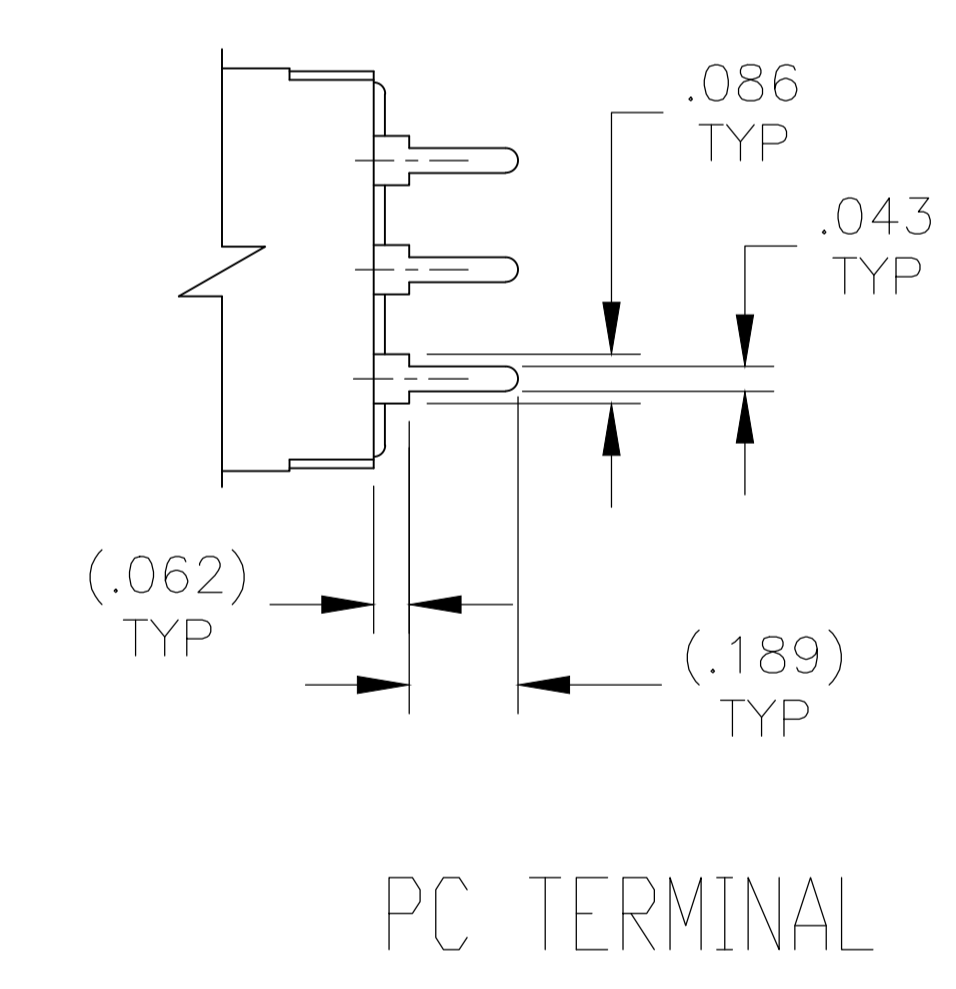 .086
TYP
.043
TYP
(.062)
TYP
(.189)
TYP
PC TERMINAL